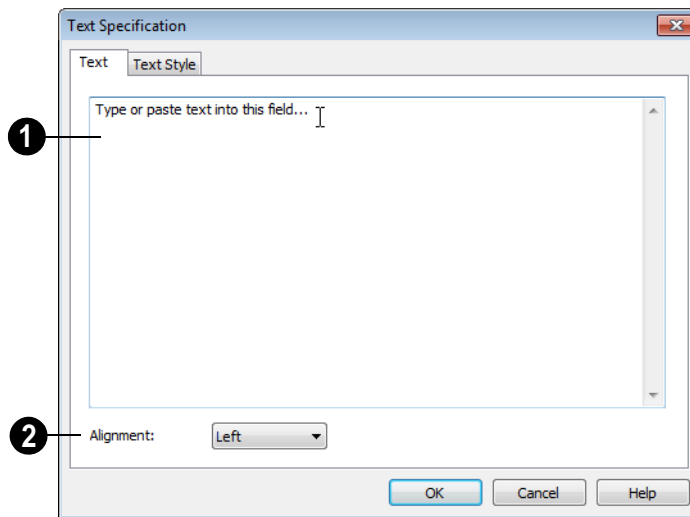 Text Specification
Text Text Style
Type or paste text into this field...
1
2 Alignment: Left
OK Cancel Help